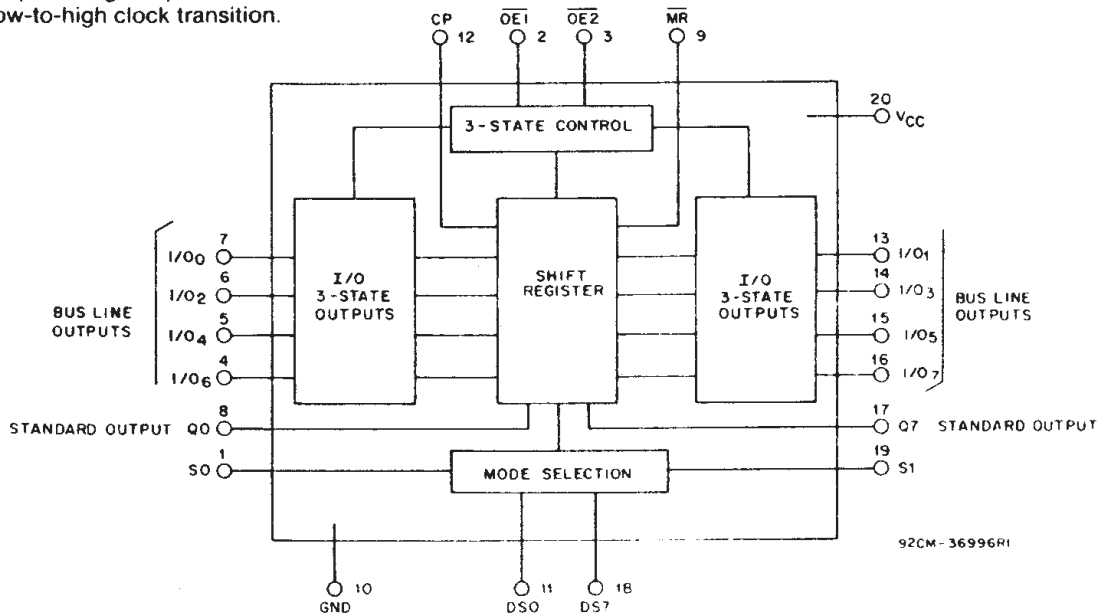 ow-to-high clock transition.
CP OE1 OE2 MR
12 2 3 9
3-STATE CONTROL
20
VCC
7
I/O0
6
I/O2
5
I/O4
4
I/O6
BUS LINE
OUTPUTS
I/O
3-STATE
OUTPUTS
SHIFT
REGISTER
I/O
3-STATE
OUTPUTS
13
I/O1
14
I/O3
15
I/O5
16
I/O7
BUS LINE
OUTPUTS
8
STANDARD OUTPUT Q0
17
Q7 STANDARD OUTPUT
1
S0
MODE SELECTION
19
S1
92CM-36996R1
10
GND
11
DS0
18
DS7